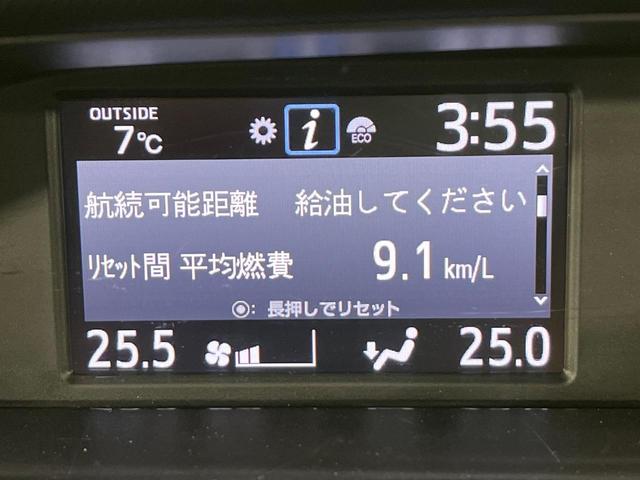 OUTSIDE
7℃
i
ECO
3:55
航続可能距離 給油してください
ﾘｾｯﾄ間 平均燃費 9.1 km/L
◉: 長押しでリセット
25.5 25.0